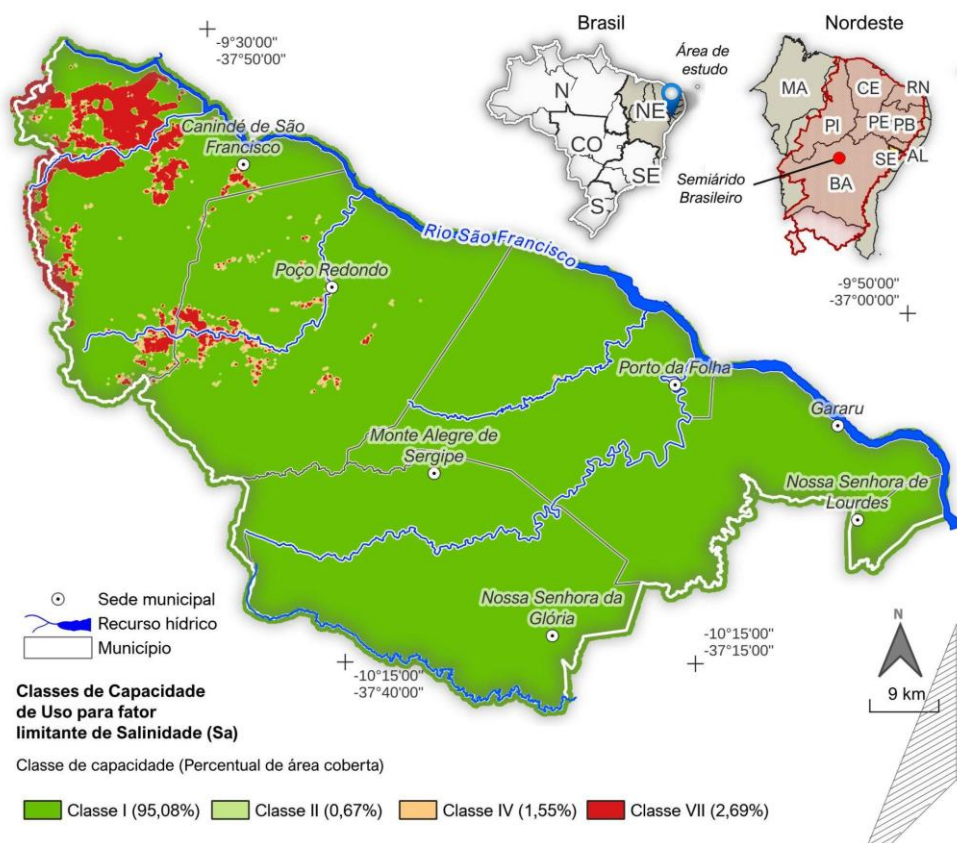 Brasil
Nordeste
-9°30'00"
-37°50'00"
Área de
estudo
N
NE
CO
SE
S
MA
CE
RN
PI
PE
PB
SE
AL
BA
Semiárido
Brasileiro
Canindé de São
Francisco
Rio São Francisco
Poço Redondo
-9°50'00"
-37°00'00"
Porto da Folha
Gararu
Monte Alegre de
Sergipe
Nossa Senhora de
Lourdes
Nossa Senhora da
Glória
Sede municipal
Recurso hídrico
Município
-10°15'00"
-37°40'00"
-10°15'00"
-37°15'00"
N
9 km
Classes de Capacidade
de Uso para fator
limitante de Salinidade (Sa)
Classe de capacidade (Percentual de área coberta)
Classe I (95,08%)
Classe II (0,67%)
Classe IV (1,55%)
Classe VII (2,69%)